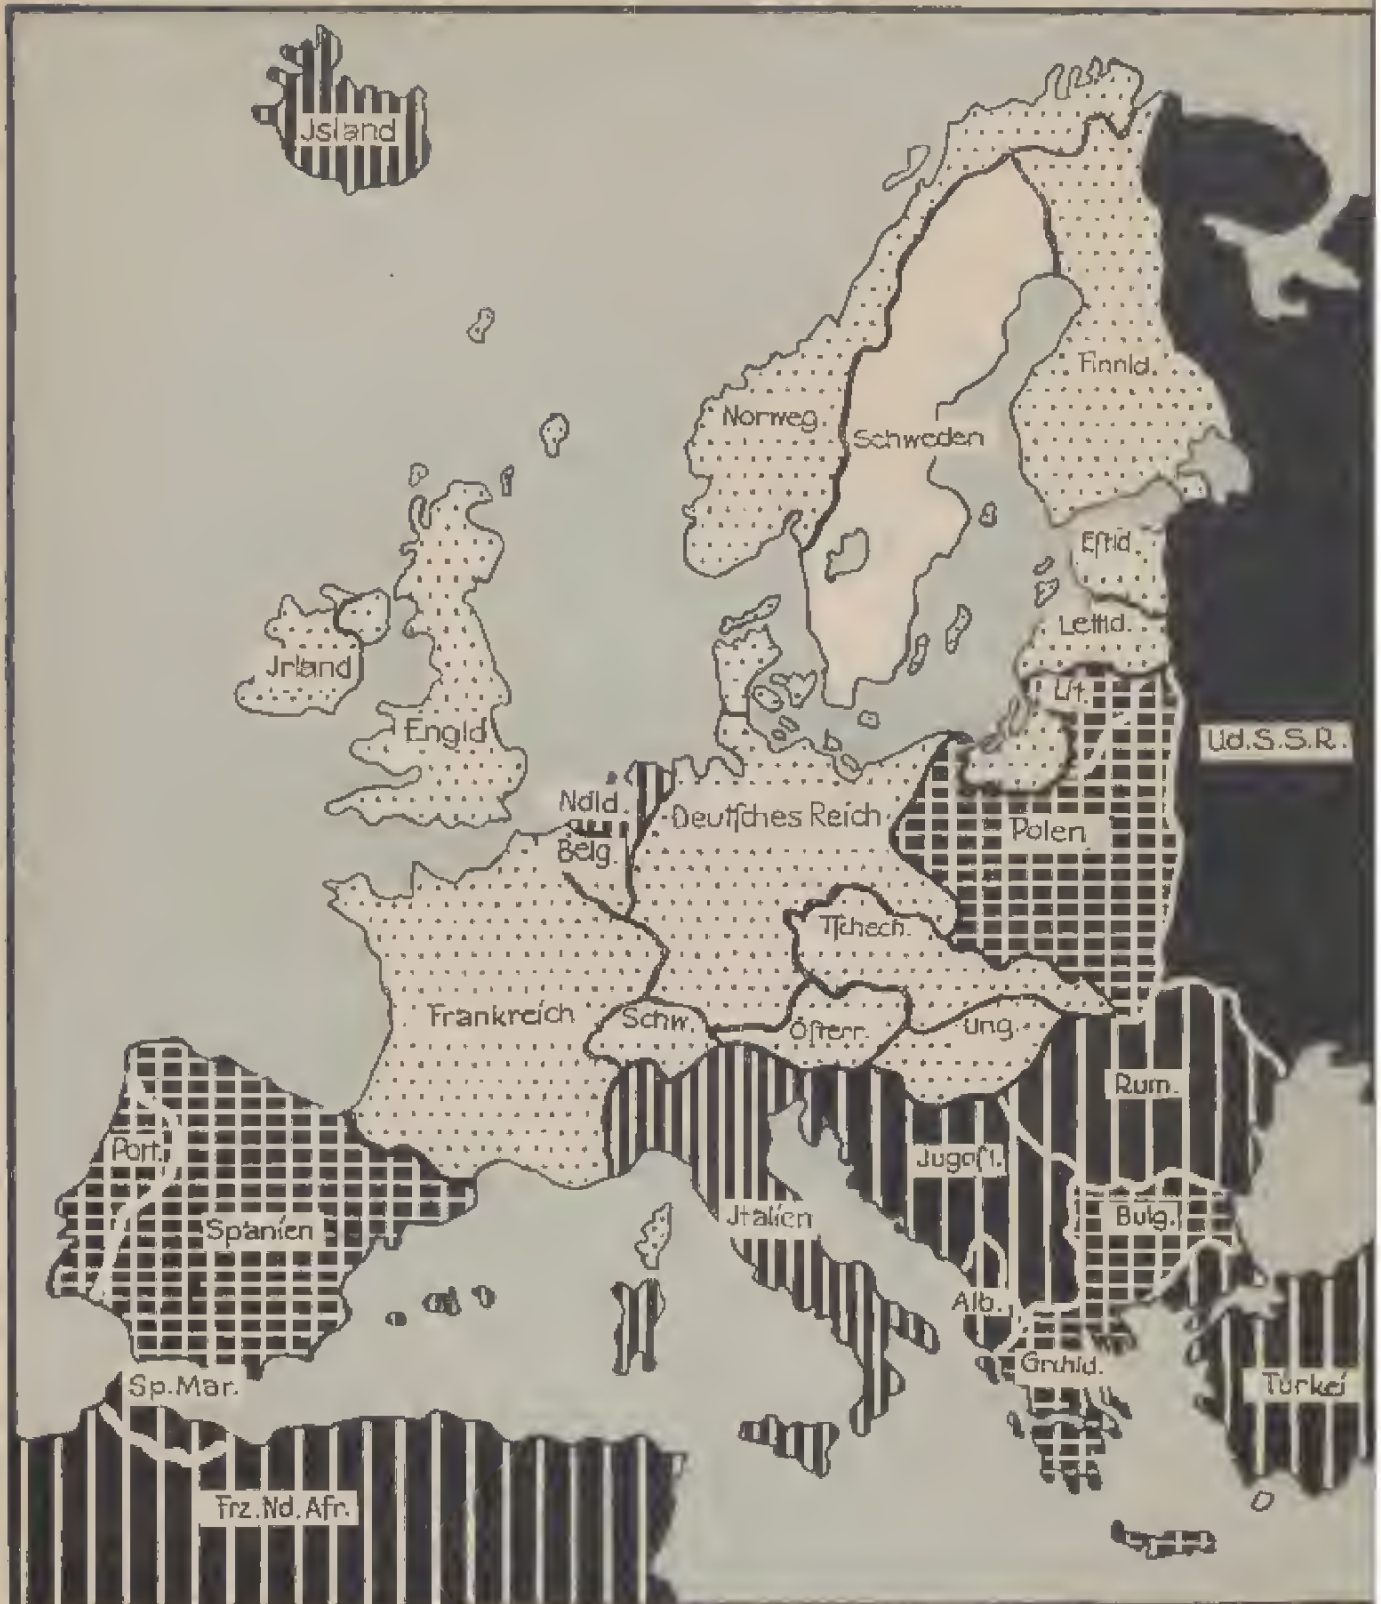 Jsland
Finnld.
Norweg.
Schweden
Eſtld.
Lettld.
Jrland
Lit.
Engld
Ud.S.S.R.
Ndld.
Deutſches Reich
Polen
Belg.
Tſchech.
Frankreich
Schw.
Öſterr.
Ung.
Rum.
Port.
Jugoſl.
Spanien
Jtalien
Bulg.
Alb.
Grchld.
Sp.Mar.
Türkei
Frz.Nd.Afr.